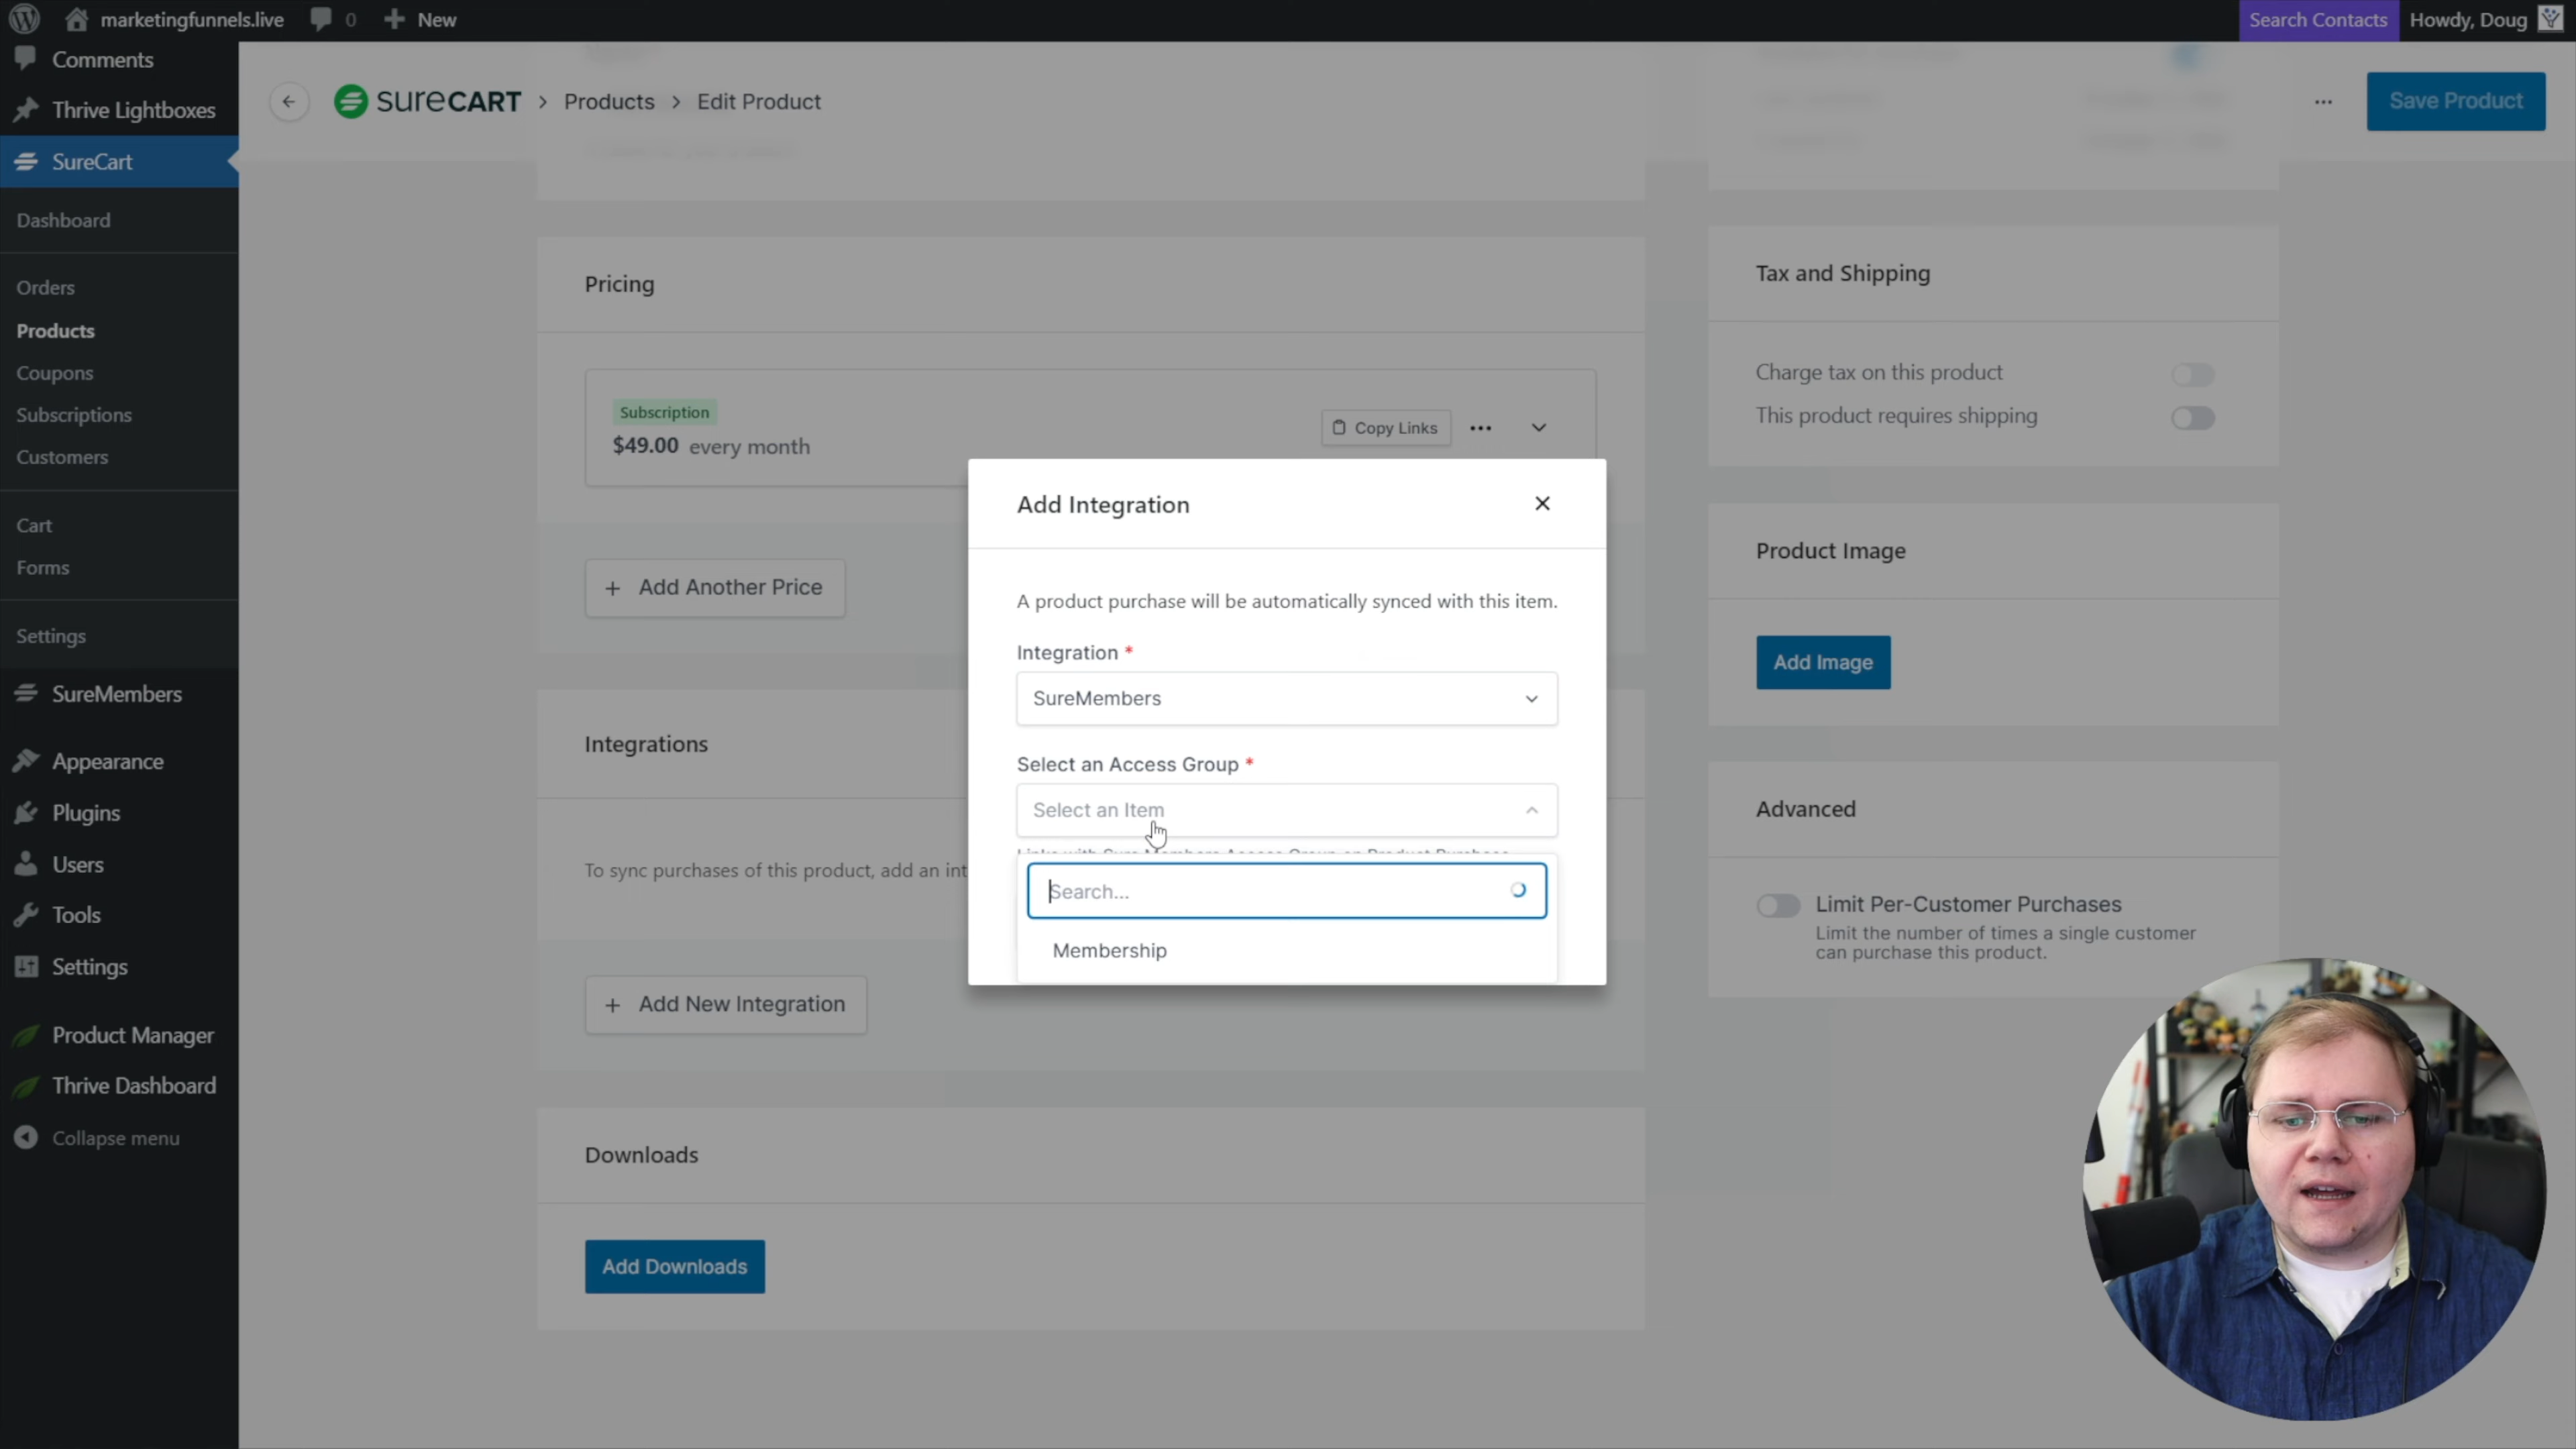 marketingfunnels.live
0
New
Search Contacts
Howdy, Doug
Comments
Thrive Lightboxes
SureCart
Dashboard
Orders
Products
Coupons
Subscriptions
Customers
Cart
Forms
Settings
SureMembers
Appearance
Plugins
Users
Tools
Settings
Product Manager
Thrive Dashboard
Collapse menu
SURECART
Products
Edit Product
Save Product
Pricing
Subscription
$49.00 every month
Copy Links
Add Another Price
Integrations
To sync purchases of this product, add an int
Add New Integration
Downloads
Add Downloads
Add Integration
A product purchase will be automatically synced with this item.
Integration *
SureMembers
Select an Access Group *
Select an Item
Search...
Membership
Tax and Shipping
Charge tax on this product
This product requires shipping
Product Image
Add Image
Advanced
Limit Per-Customer Purchases
Limit the number of times a single customer
can purchase this product.